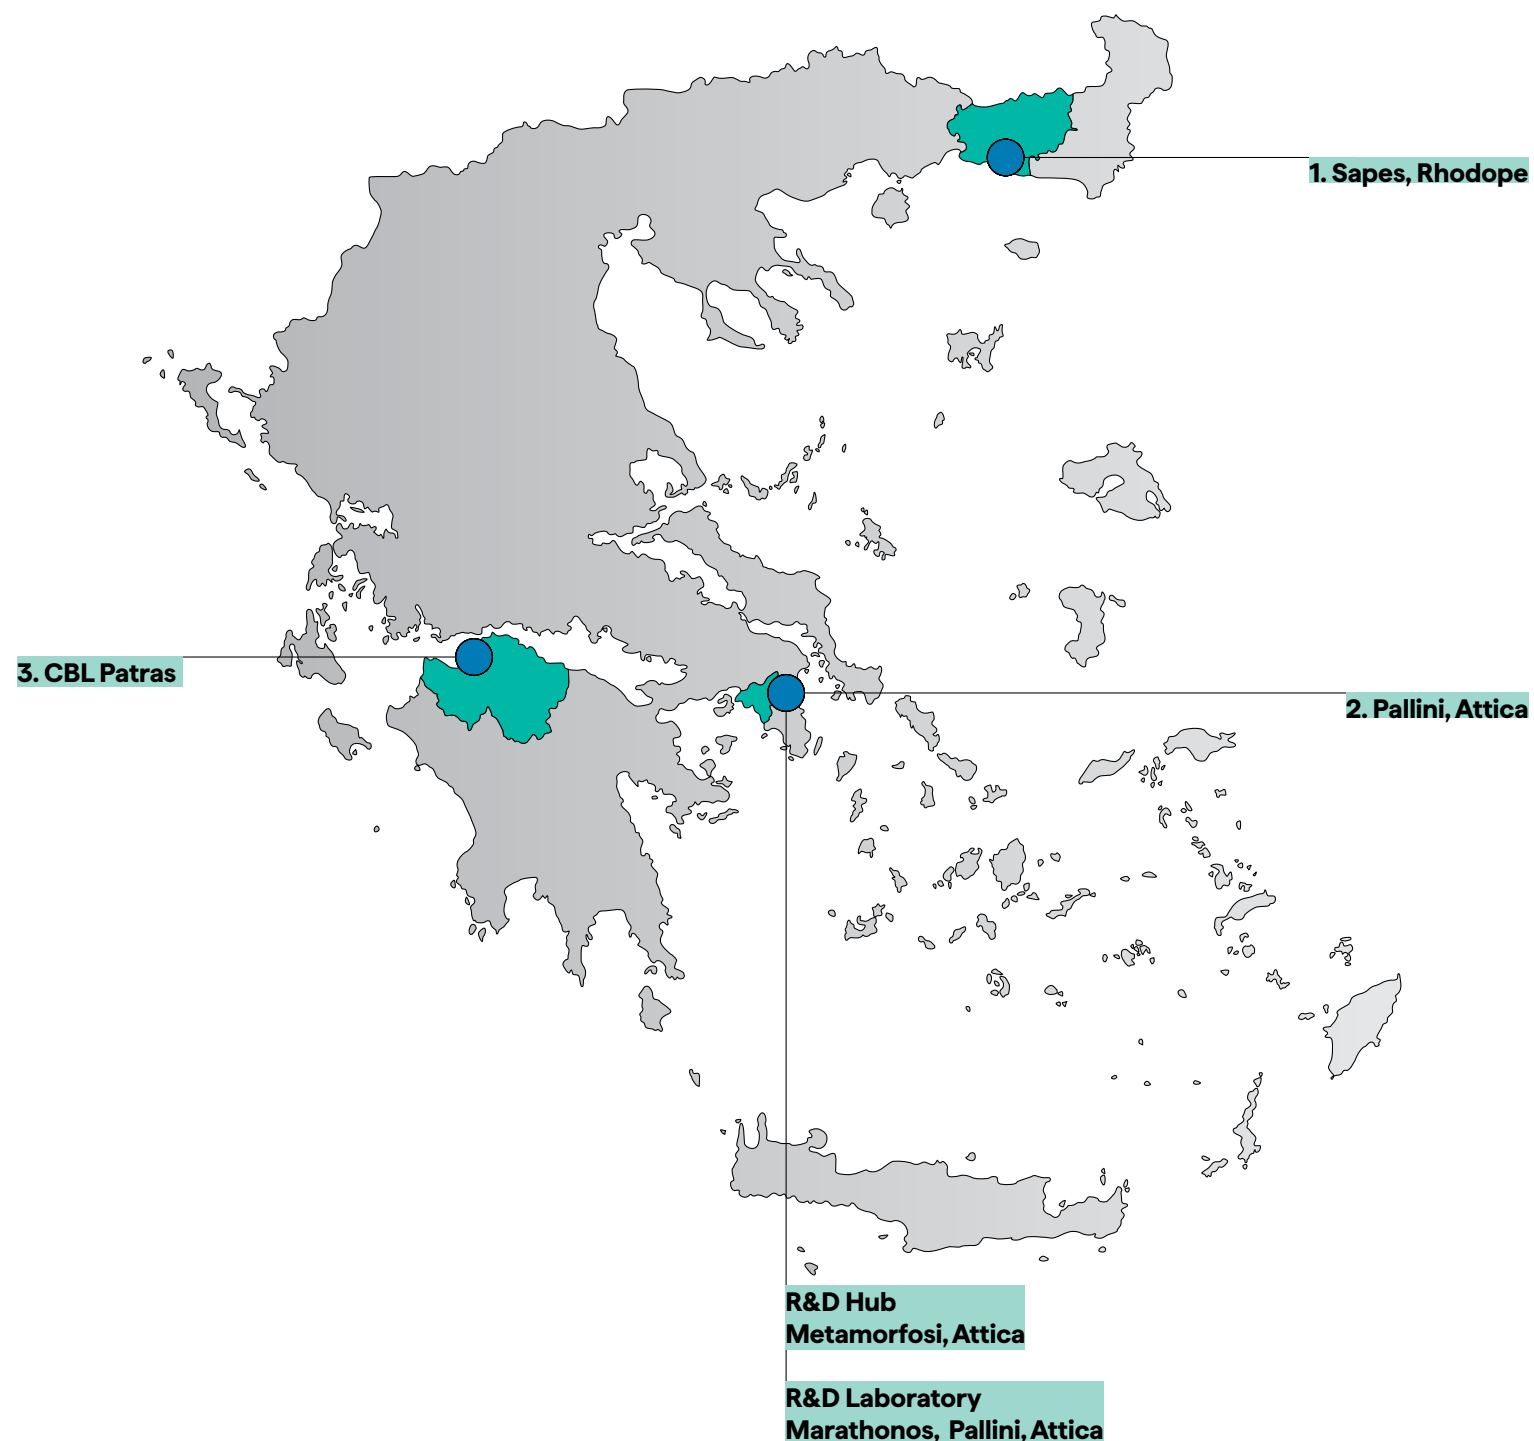 1. Sapes, Rhodope
3. CBL Patras
2. Pallini, Attica
R&D Hub
Metamorfosi, Attica
R&D Laboratory
Marathonos, Pallini, Attica